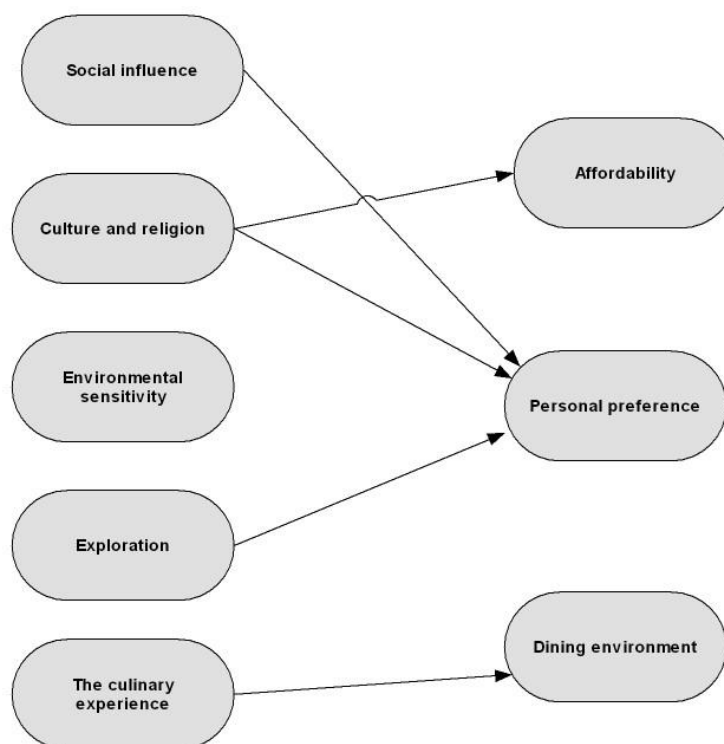 Social influence
Affordability
Culture and religion
Environmental
sensitivity
Personal preference
Exploration
Dining environment
The culinary
experience